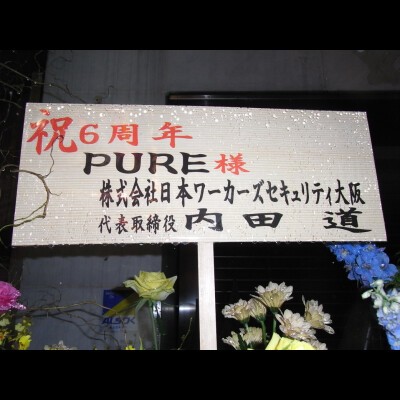 祝6周年
PURE様
株式会社日本ワーカーズセキュリティ大阪
代表取締役 内田 道
ALSOK